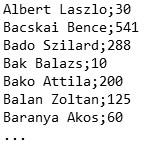 Albert Laszlo;30
Bacskai Bence;541
Bado Szilard;288
Bak Balazs;10
Bako Attila;200
Balan Zoltan;125
Baranya Akos;60
...